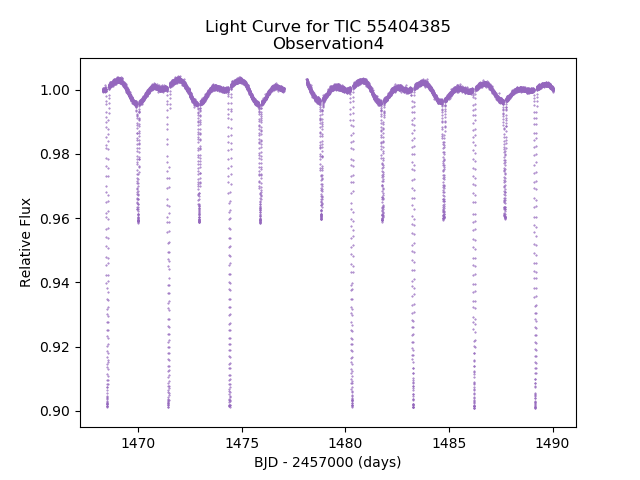 Light Curve for TIC 55404385
Observation4
1.00
0.98
0.96
0.94
0.92
0.90
Relative Flux
1470
1475
1480
1485
1490
BJD - 2457000 (days)